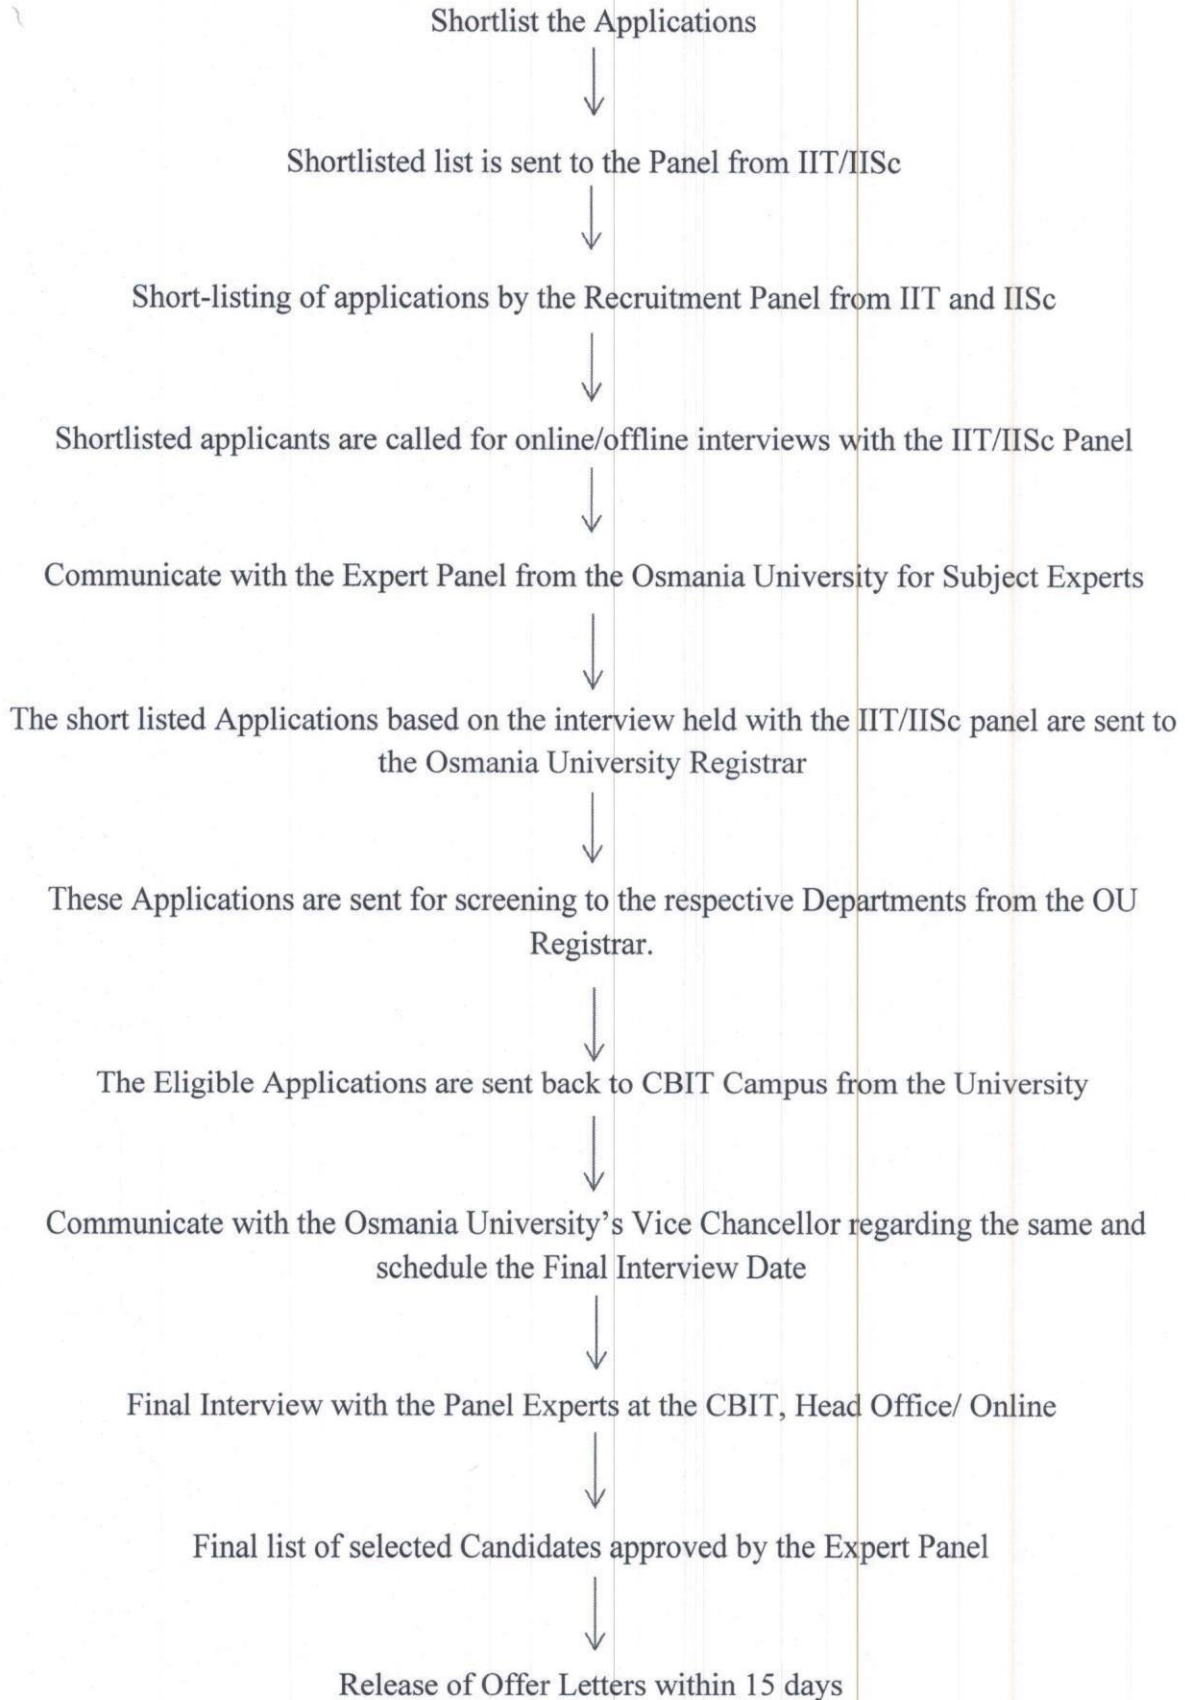 Shortlist the Applications
Shortlisted list is sent to the Panel from IIT/IISc
Short-listing of applications by the Recruitment Panel from IIT and IISc
Shortlisted applicants are called for online/offline interviews with the IIT/IISc Panel
Communicate with the Expert Panel from the Osmania University for Subject Experts
The short listed Applications based on the interview held with the IIT/IISc panel are sent to
the Osmania University Registrar
These Applications are sent for screening to the respective Departments from the OU
Registrar.
The Eligible Applications are sent back to CBIT Campus from the University
Communicate with the Osmania University’s Vice Chancellor regarding the same and
schedule the Final Interview Date
Final Interview with the Panel Experts at the CBIT, Head Office/ Online
Final list of selected Candidates approved by the Expert Panel
Release of Offer Letters within 15 days